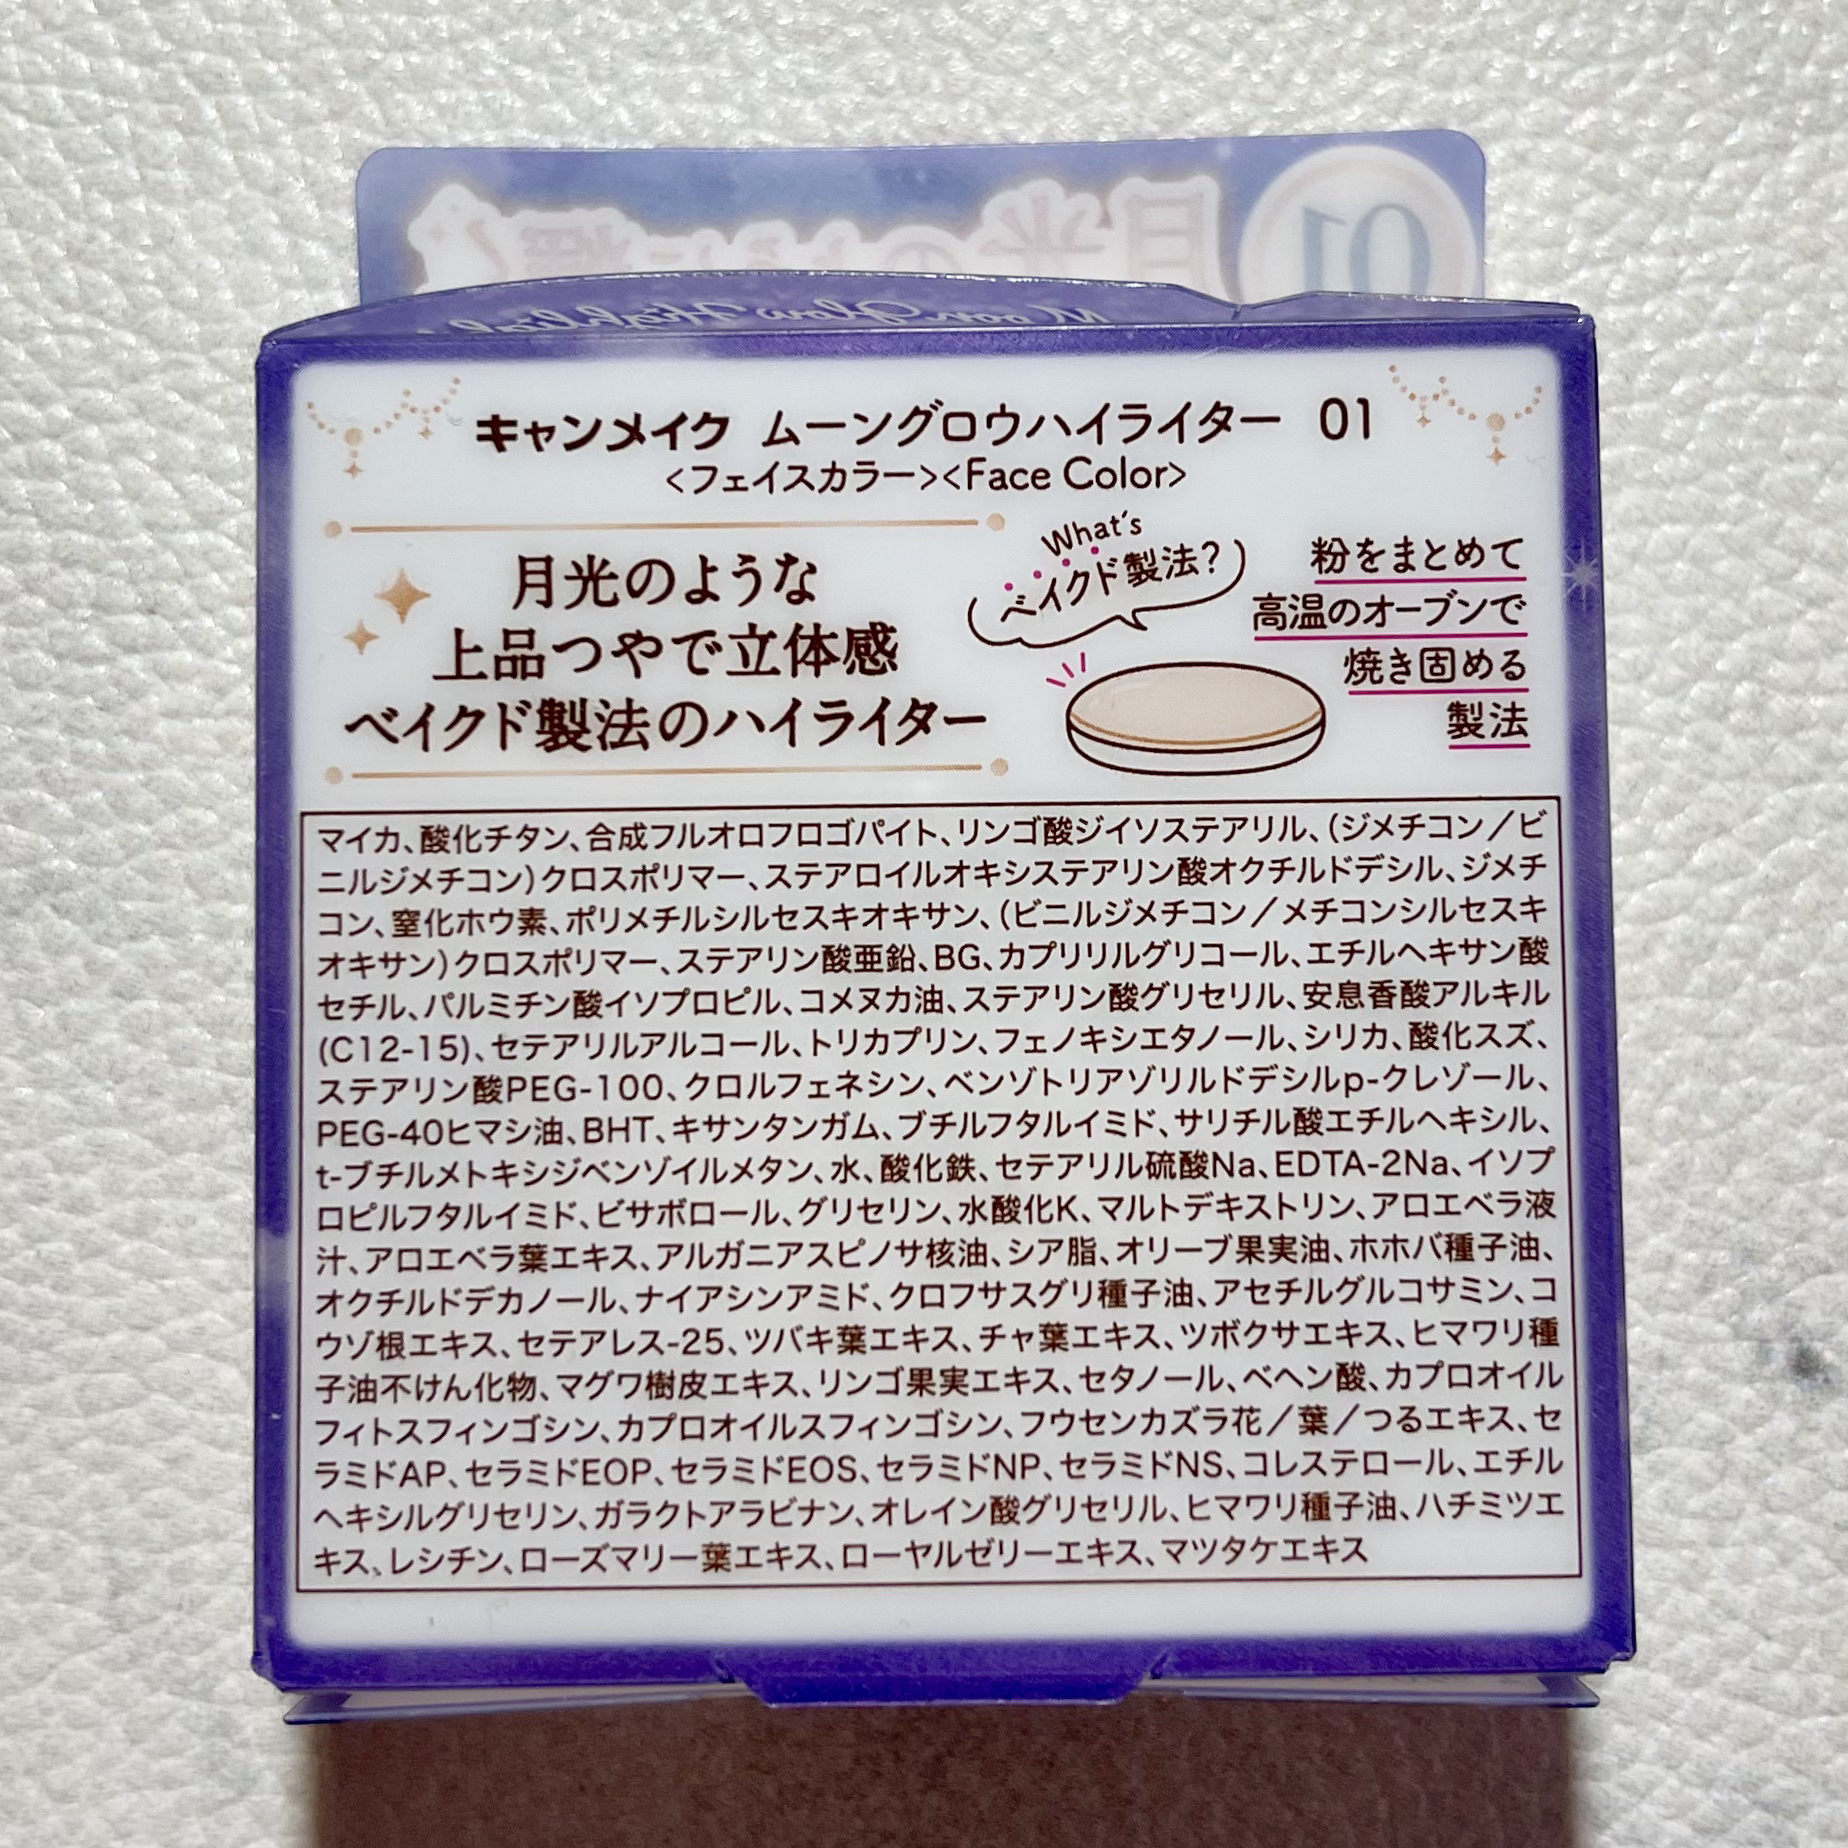 01
月光のように輝く
Moon Glow Highlight
キャンメイク ムーングロウハイライター 01
<フェイスカラー><Face Color>
月光のような
上品つやで立体感
ベイクド製法のハイライター
What's
ベイクド製法?
粉をまとめて
高温のオーブンで
焼き固める
製法
マイカ、酸化チタン、合成フルオロフロゴパイト、リンゴ酸ジイソステアリル、(ジメチコン/ビ
ニルジメチコン)クロスポリマー、ステアロイルオキシステアリン酸オクチルドデシル、ジメチ
コン、窒化ホウ素、ポリメチルシルセスキオキサン、(ビニルジメチコン/メチコンシルセスキ
オキサン)クロスポリマー、ステアリン酸亜鉛、BG、カプリリルグリコール、エチルヘキサン酸
セチル、パルミチン酸イソプロピル、コメヌカ油、ステアリン酸グリセリル、安息香酸アルキル
(C12-15)、セテアリルアルコール、トリカプリン、フェノキシエタノール、シリカ、酸化スズ、
ステアリン酸PEG-100、クロルフェネシン、ベンゾトリアゾリルドデシルp-クレゾール、
PEG-40ヒマシ油、BHT、キサンタンガム、ブチルフタルイミド、サリチル酸エチルヘキシル、
t-ブチルメトキシジベンゾイルメタン、水、酸化鉄、セテアリル硫酸Na、EDTA-2Na、イソプ
ロピルフタルイミド、ビサボロール、グリセリン、水酸化K、マルトデキストリン、アロエベラ液
汁、アロエベラ葉エキス、アルガニアスピノサ核油、シア脂、オリーブ果実油、ホホバ種子油、
オクチルドデカノール、ナイアシンアミド、クロフサスグリ種子油、アセチルグルコサミン、コ
ウゾ根エキス、セテアレス-25、ツバキ葉エキス、チャ葉エキス、ツボクサエキス、ヒマワリ種
子油不けん化物、マグワ樹皮エキス、リンゴ果実エキス、セタノール、ベヘン酸、カプロオイル
フィトスフィンゴシン、カプロオイルスフィンゴシン、フウセンカズラ花/葉/つるエキス、セ
ラミドAP、セラミドEOP、セラミドEOS、セラミドNP、セラミドNS、コレステロール、エチル
ヘキシルグリセリン、ガラクトアラビナン、オレイン酸グリセリル、ヒマワリ種子油、ハチミツエ
キス、レシチン、ローズマリー葉エキス、ローヤルゼリーエキス、マツタケエキス